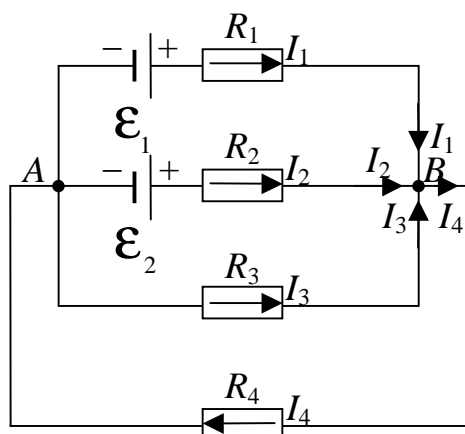 − + R₁ I₁
ε₁ I₁
A − + R₂ I₂ I₂ B
ε₂ I₃ I₄
R₃ I₃
R₄ I₄